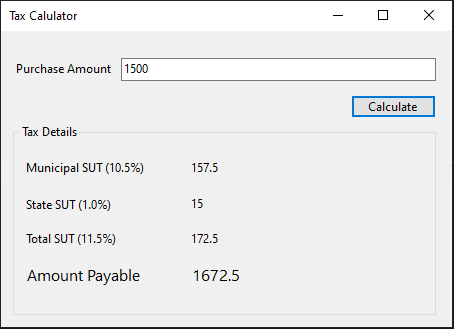 Tax Calulator
Purchase Amount 1500
Calculate
Tax Details
Municipal SUT (10.5%) 157.5
State SUT (1.0%) 15
Total SUT (11.5%) 172.5
Amount Payable 1672.5